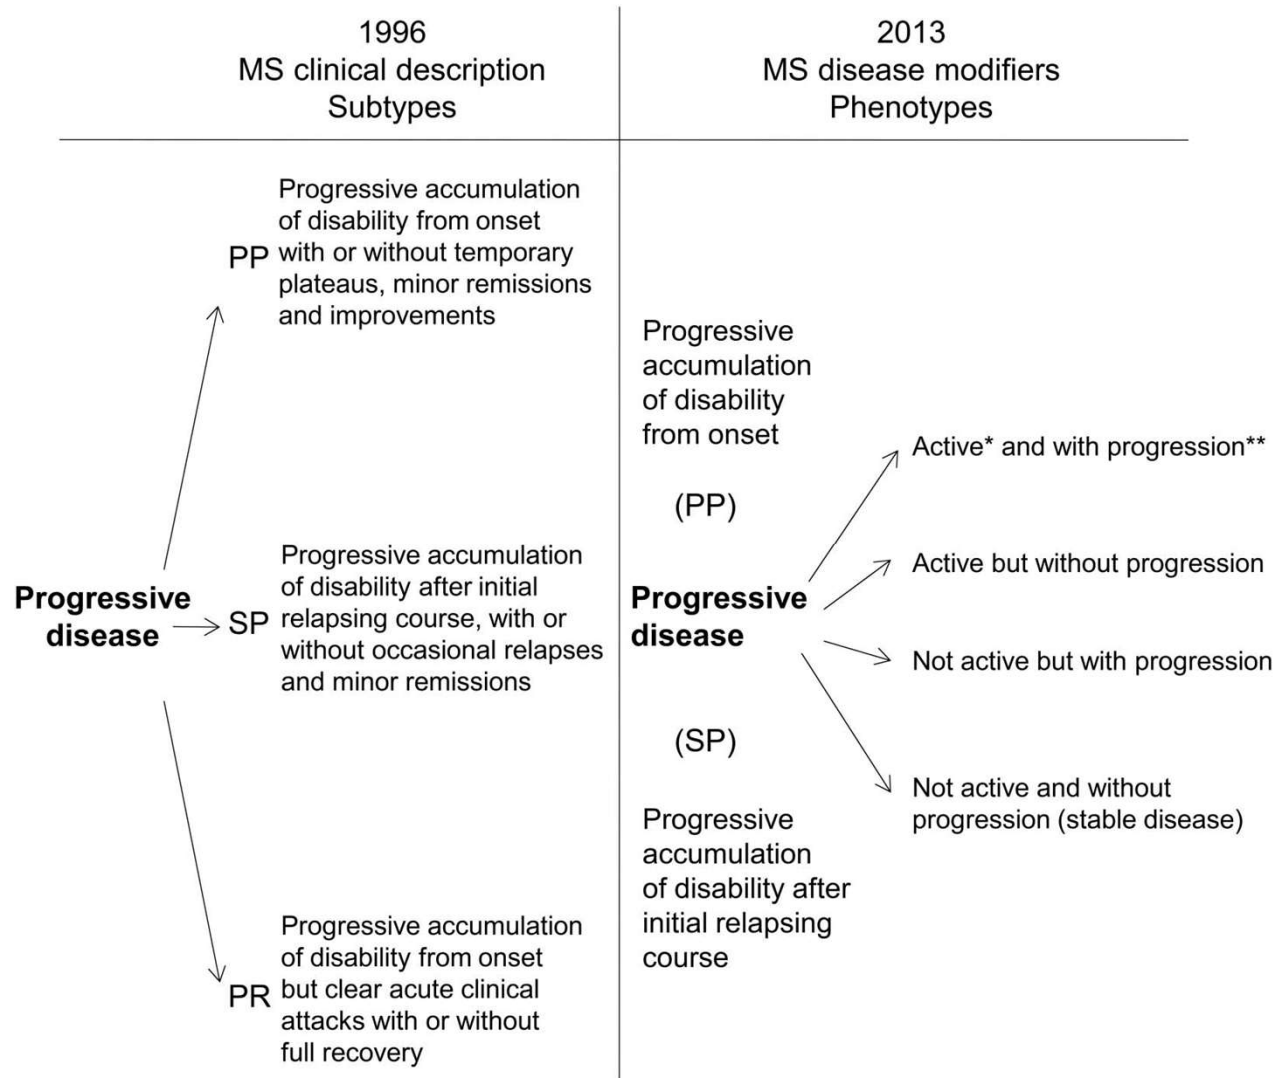 1996
MS clinical description
Subtypes
2013
MS disease modifiers
Phenotypes
Progressive
disease
PP
Progressive accumulation
of disability from onset
with or without temporary
plateaus, minor remissions
and improvements
SP
Progressive accumulation
of disability after initial
relapsing course, with or
without occasional relapses
and minor remissions
PR
Progressive accumulation
of disability from onset
but clear acute clinical
attacks with or without
full recovery
Progressive
accumulation
of disability
from onset
(PP)
Progressive
disease
(SP)
Progressive
accumulation
of disability after
initial relapsing
course
Active* and with progression**
Active but without progression
Not active but with progression
Not active and without
progression (stable disease)